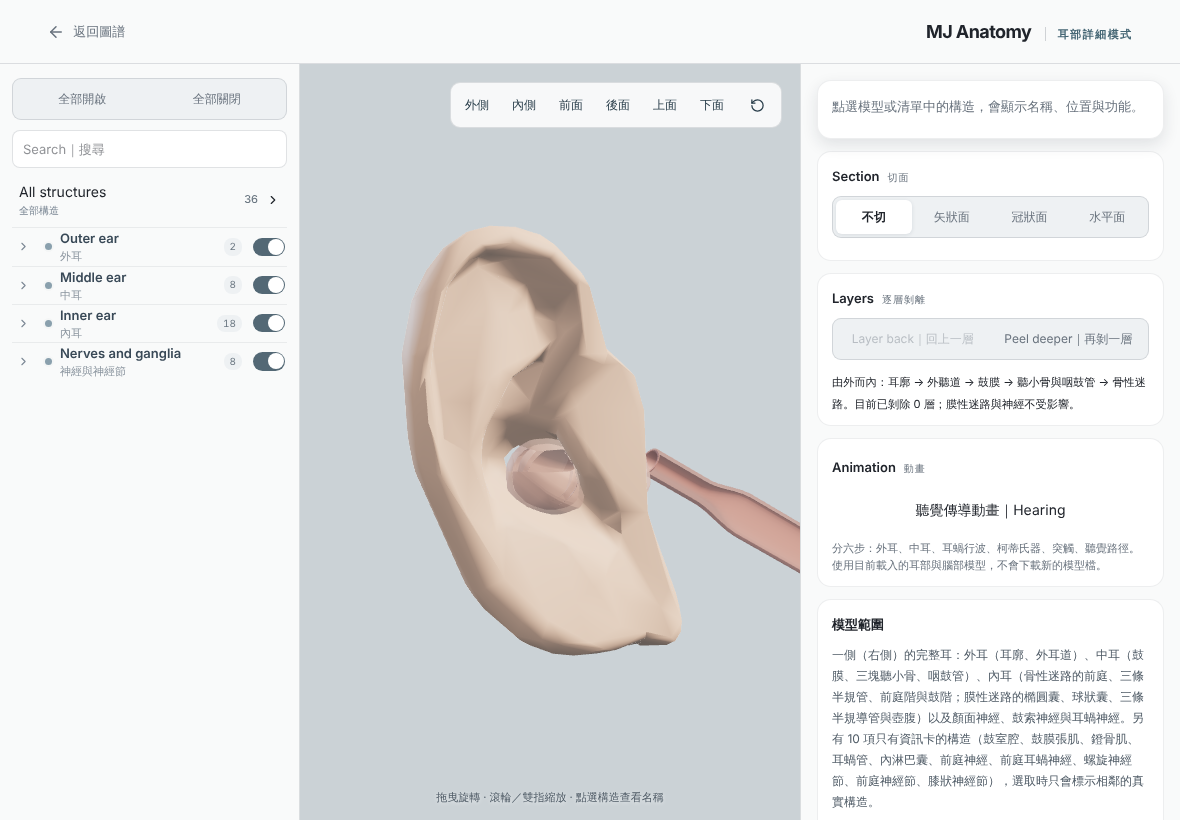 返回圖譜
MJ Anatomy
耳部詳細模式
全部開啟
全部關閉
Search｜搜尋
All structures
全部構造
36
Outer ear
外耳
2
Middle ear
中耳
8
Inner ear
內耳
18
Nerves and ganglia
神經與神經節
8
外側
內側
前面
後面
上面
下面
拖曳旋轉 · 滾輪／雙指縮放 · 點選構造查看名稱
點選模型或清單中的構造，會顯示名稱、位置與功能。
Section 切面
不切
矢狀面
冠狀面
水平面
Layers 逐層剝離
Layer back｜回上一層
Peel deeper｜再剝一層
由外而內：耳廓 → 外聽道 → 鼓膜 → 聽小骨與咽鼓管 → 骨性迷
路。目前已剝除 0 層；膜性迷路與神經不受影響。
Animation 動畫
聽覺傳導動畫｜Hearing
分六步：外耳、中耳、耳蝸行波、柯蒂氏器、突觸、聽覺路徑。
使用目前載入的耳部與腦部模型，不會下載新的模型檔。
模型範圍
一側（右側）的完整耳：外耳（耳廓、外耳道）、中耳（鼓
膜、三塊聽小骨、咽鼓管）、內耳（骨性迷路的前庭、三條
半規管、前庭階與鼓階；膜性迷路的橢圓囊、球狀囊、三條
半規導管與壺腹）以及顏面神經、鼓索神經與耳蝸神經。另
有 10 項只有資訊卡的構造（鼓室腔、鼓膜張肌、鐙骨肌、
耳蝸管、內淋巴囊、前庭神經、前庭耳蝸神經、螺旋神經
節、前庭神經節、膝狀神經節），選取時只會標示相鄰的真
實構造。